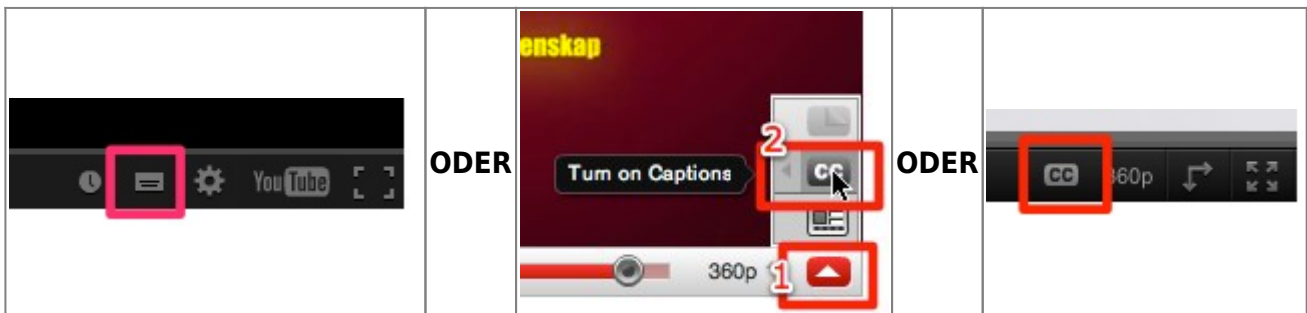 YouTube
ODER
enskap
2
Turn on Captions
CC
360p
1
ODER
CC
360p